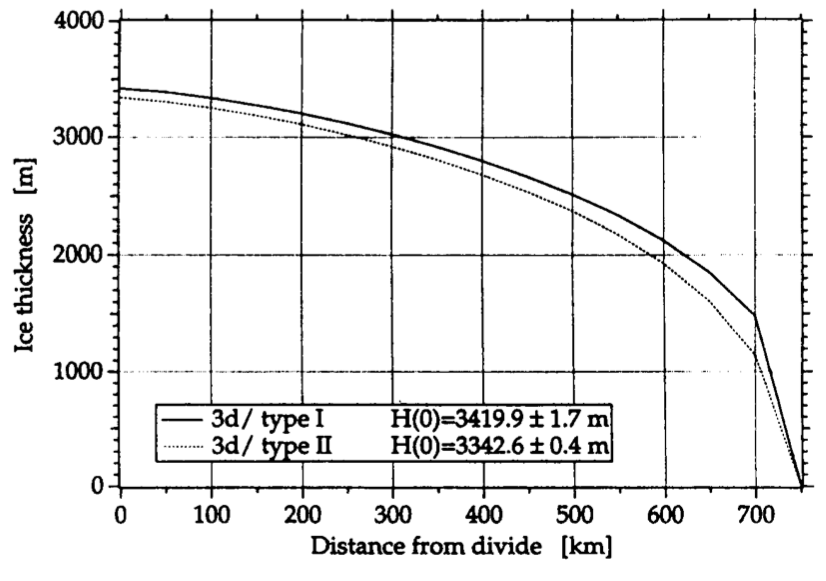 4000
3000
2000
1000
0
Ice thickness [m]
3d/ type I H(0)=3419.9 ± 1.7 m
3d/ type II H(0)=3342.6 ± 0.4 m
0 100 200 300 400 500 600 700
Distance from divide [km]